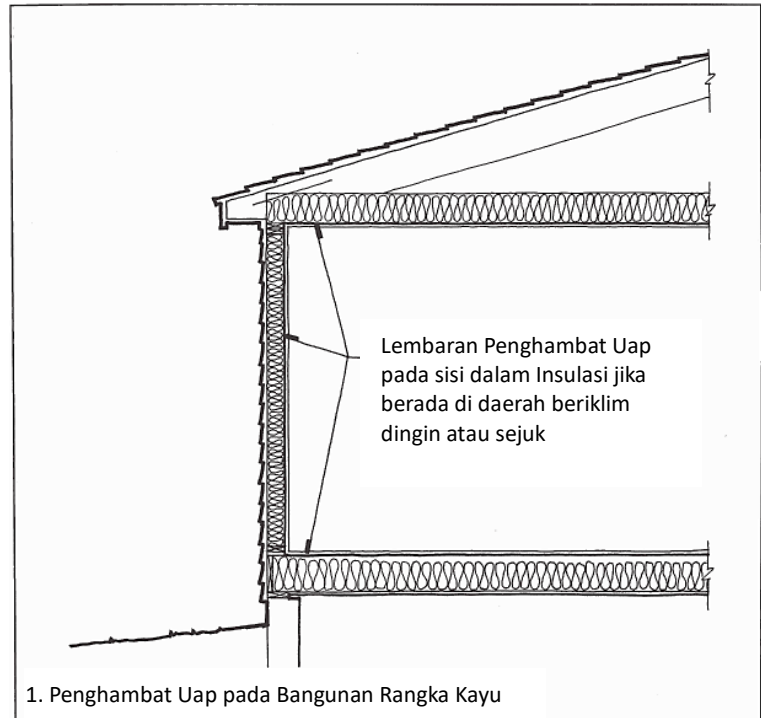 Lembaran Penghambat Uap
pada sisi dalam Insulasi jika
berada di daerah beriklim
dingin atau sejuk
1. Penghambat Uap pada Bangunan Rangka Kayu